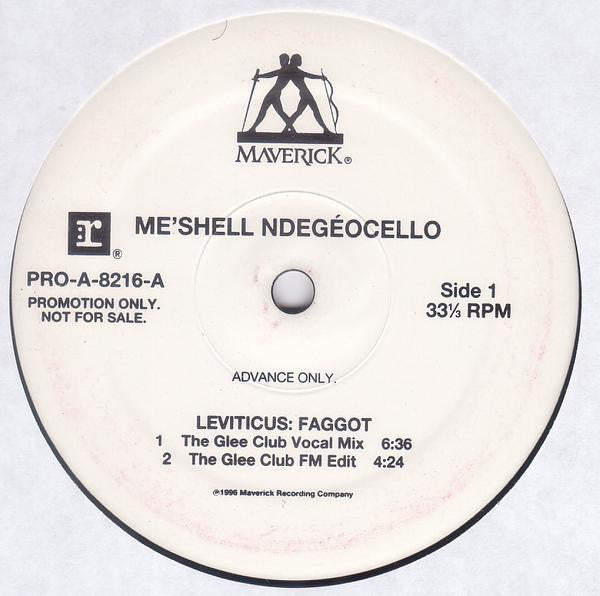 MAVERICK®
r®
ME'SHELL NDEGÉOCELLO
PRO-A-8216-A
PROMOTION ONLY.
NOT FOR SALE.
Side 1
33⅓ RPM
ADVANCE ONLY.
LEVITICUS: FAGGOT
1 The Glee Club Vocal Mix 6:36
2 The Glee Club FM Edit 4:24
℗1996 Maverick Recording Company